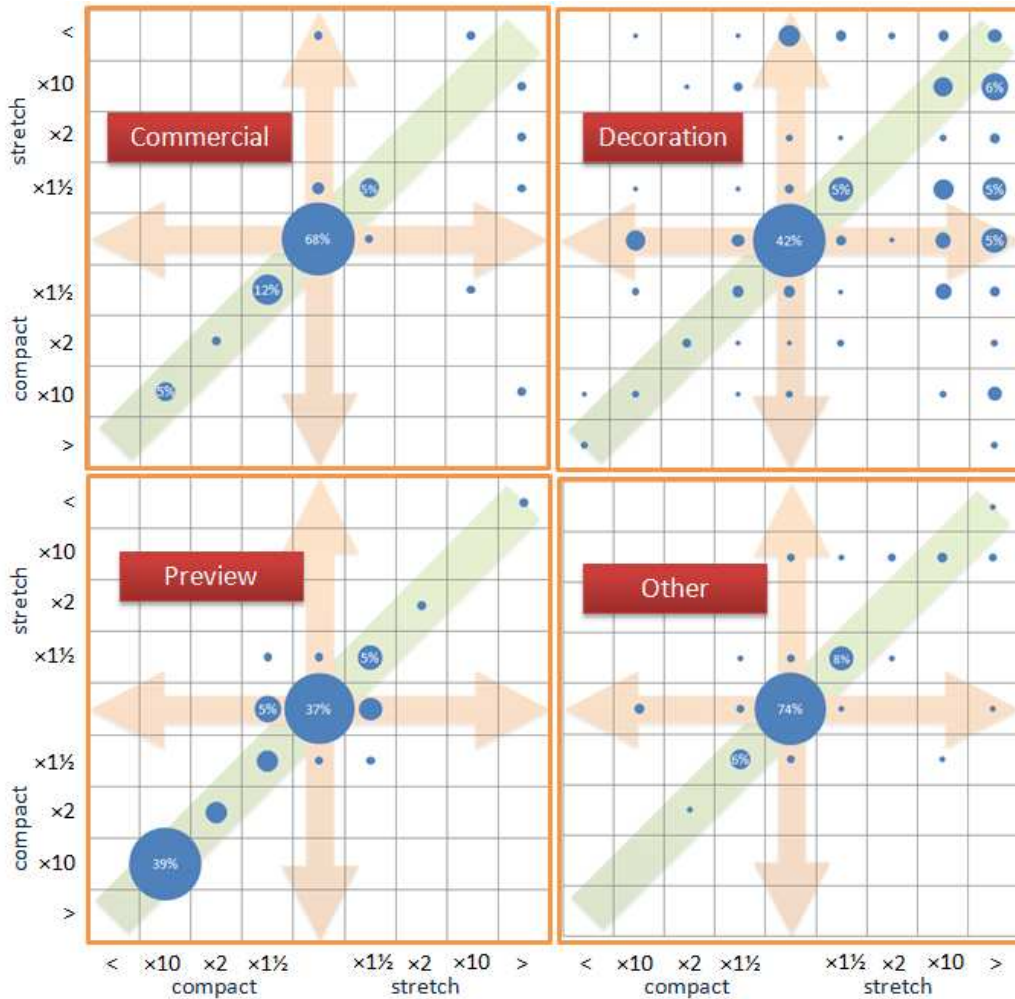 <
×10
×2
×1½
×1½
×2
×10
>
stretch
compact
Commercial
5%
68%
12%
5%
Decoration
6%
5%
5%
42%
5%
<
×10
×2
×1½
×1½
×2
×10
>
stretch
compact
Preview
5%
5%
37%
39%
Other
8%
74%
6%
< ×10 ×2 ×1½ ×1½ ×2 ×10 >
compact stretch
< ×10 ×2 ×1½ ×1½ ×2 ×10 >
compact stretch